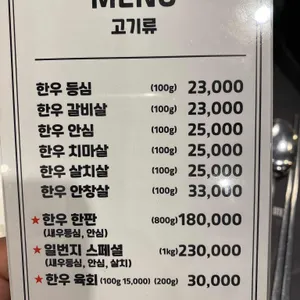 MENU
고기류
한우 등심 (100g) 23,000
한우 갈비살 (100g) 23,000
한우 안심 (100g) 25,000
한우 치마살 (100g) 25,000
한우 살치살 (100g) 25,000
한우 안창살 (100g) 33,000
★한우 한판 (800g) 180,000
(새우등심, 안심)
★일번지 스페셜 (1kg) 230,000
(새우등심, 안심, 살치)
★한우 육회 (100g 15,000) (200g) 30,000